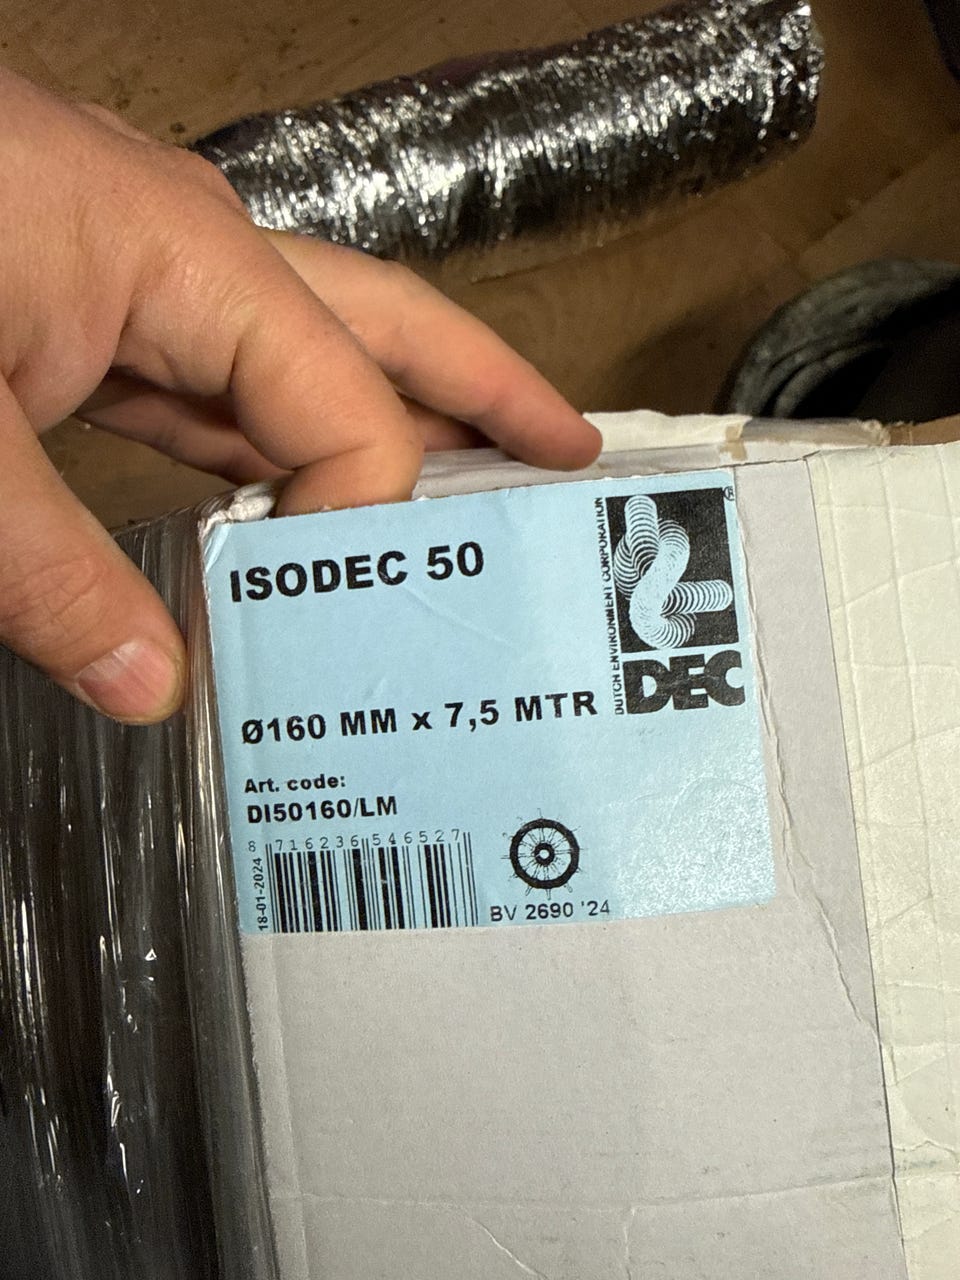 ISODEC 50
DUTCH ENVIRONMENT CORPORATION
®
DEC
Ø160 MM x 7,5 MTR
Art. code:
DI50160/LM
8 716236 546527
18-01-2024
BV 2690 '24